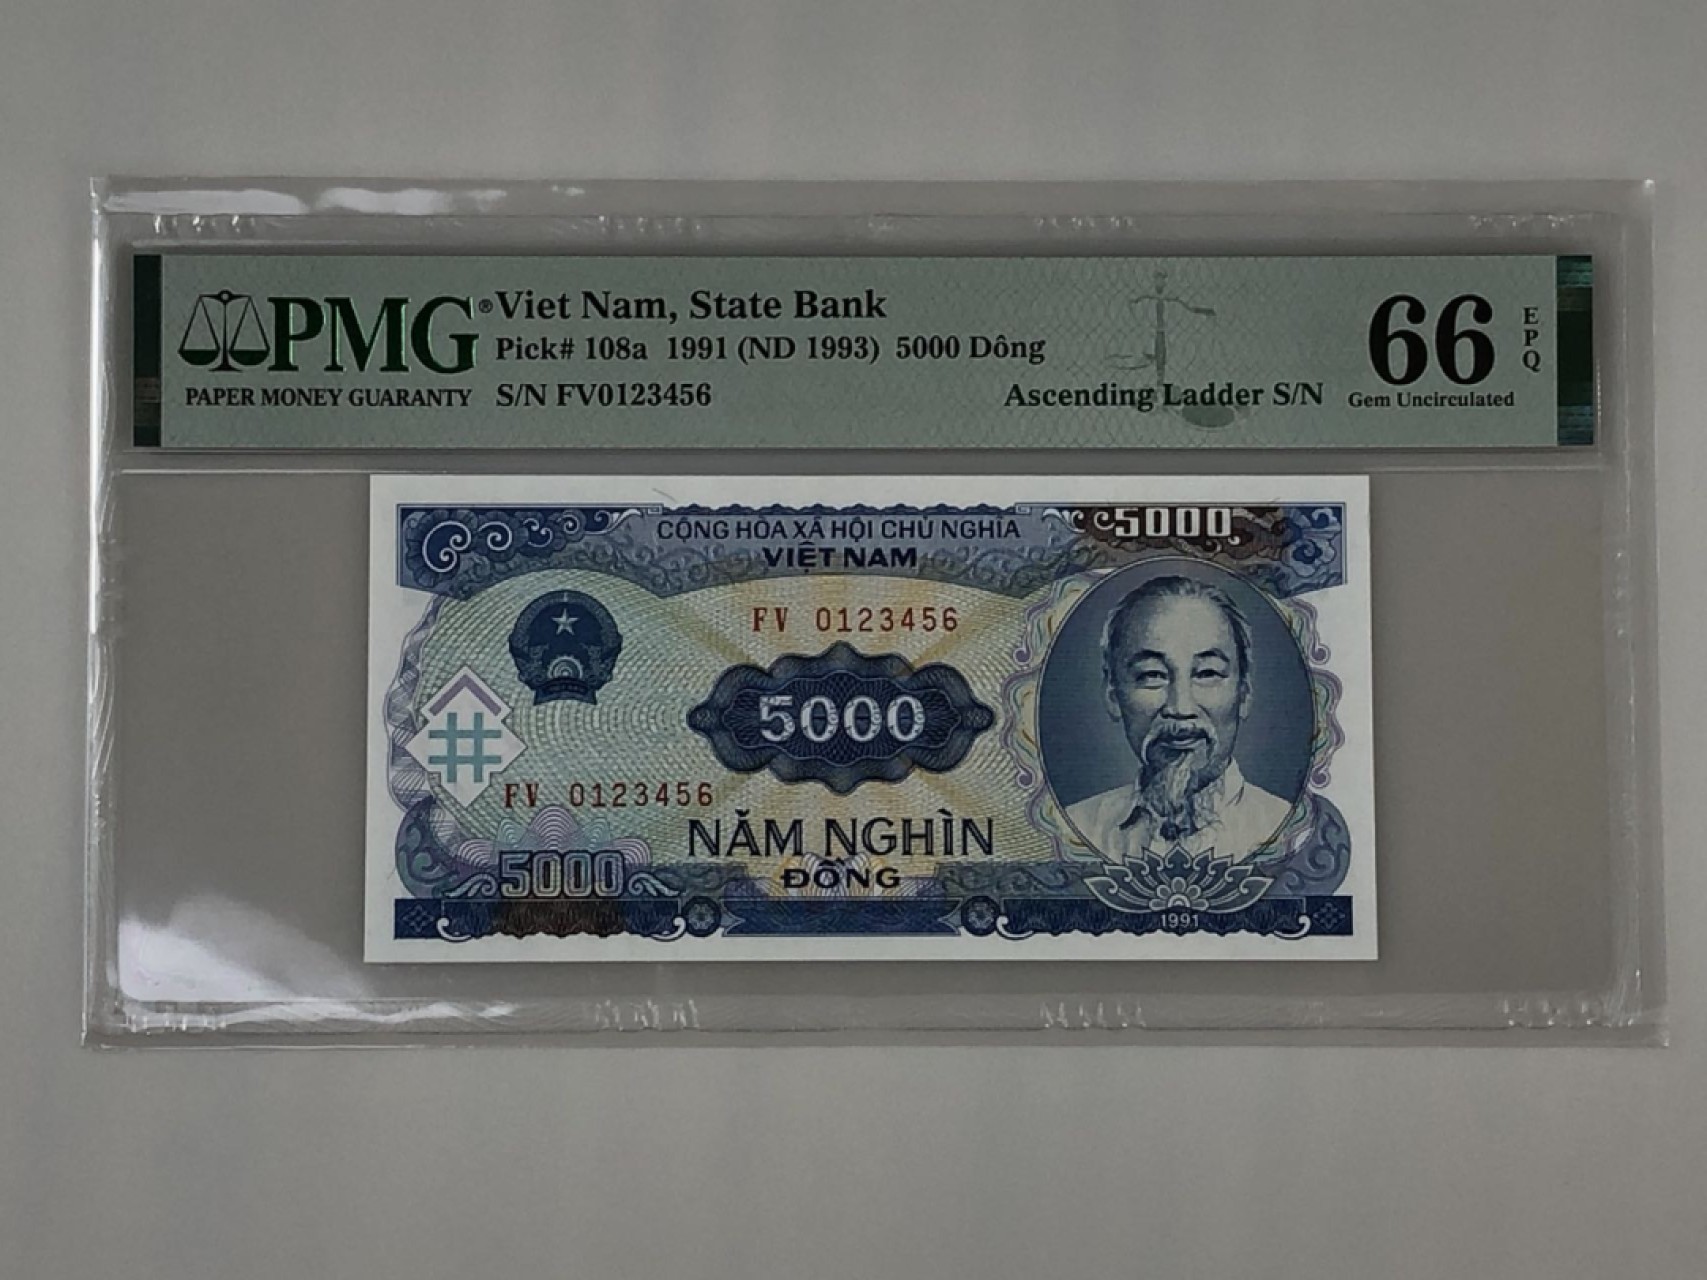 PMG® Viet Nam, State Bank
Pick# 108a 1991 (ND 1993) 5000 Dông
PAPER MONEY GUARANTY S/N FV0123456
Ascending Ladder S/N
66 EPQ
Gem Uncirculated
CỘNG HÒA XÃ HỘI CHỦ NGHĨA
VIỆT NAM
5000
FV 0123456
5000
FV 0123456
NĂM NGHÌN
ĐỒNG
5000
1991